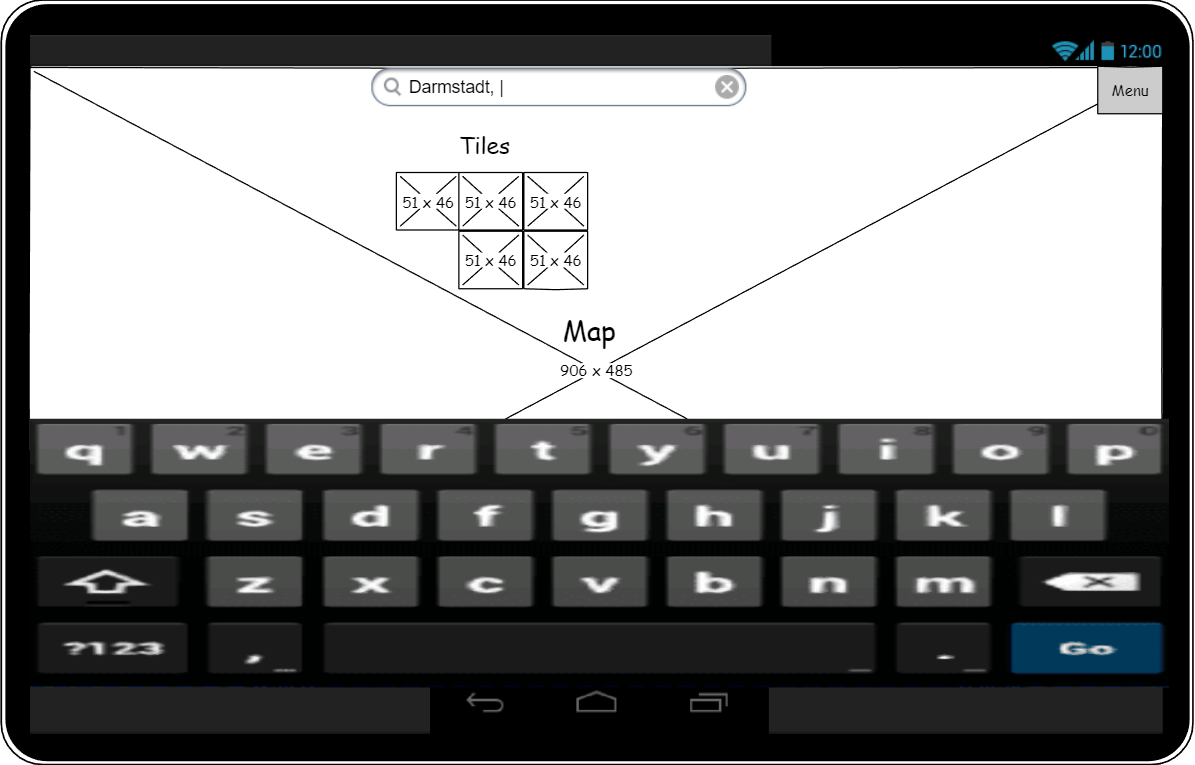 12:00
Darmstadt, |
Menu
Tiles
51 x 46 51 x 46 51 x 46
51 x 46 51 x 46
Map
906 x 485
1 2 3 4 5 6 7 8 9 0
q w e r t y u i o p
a s d f g h j k l
z x c v b n m
?123 , ... . ... Go